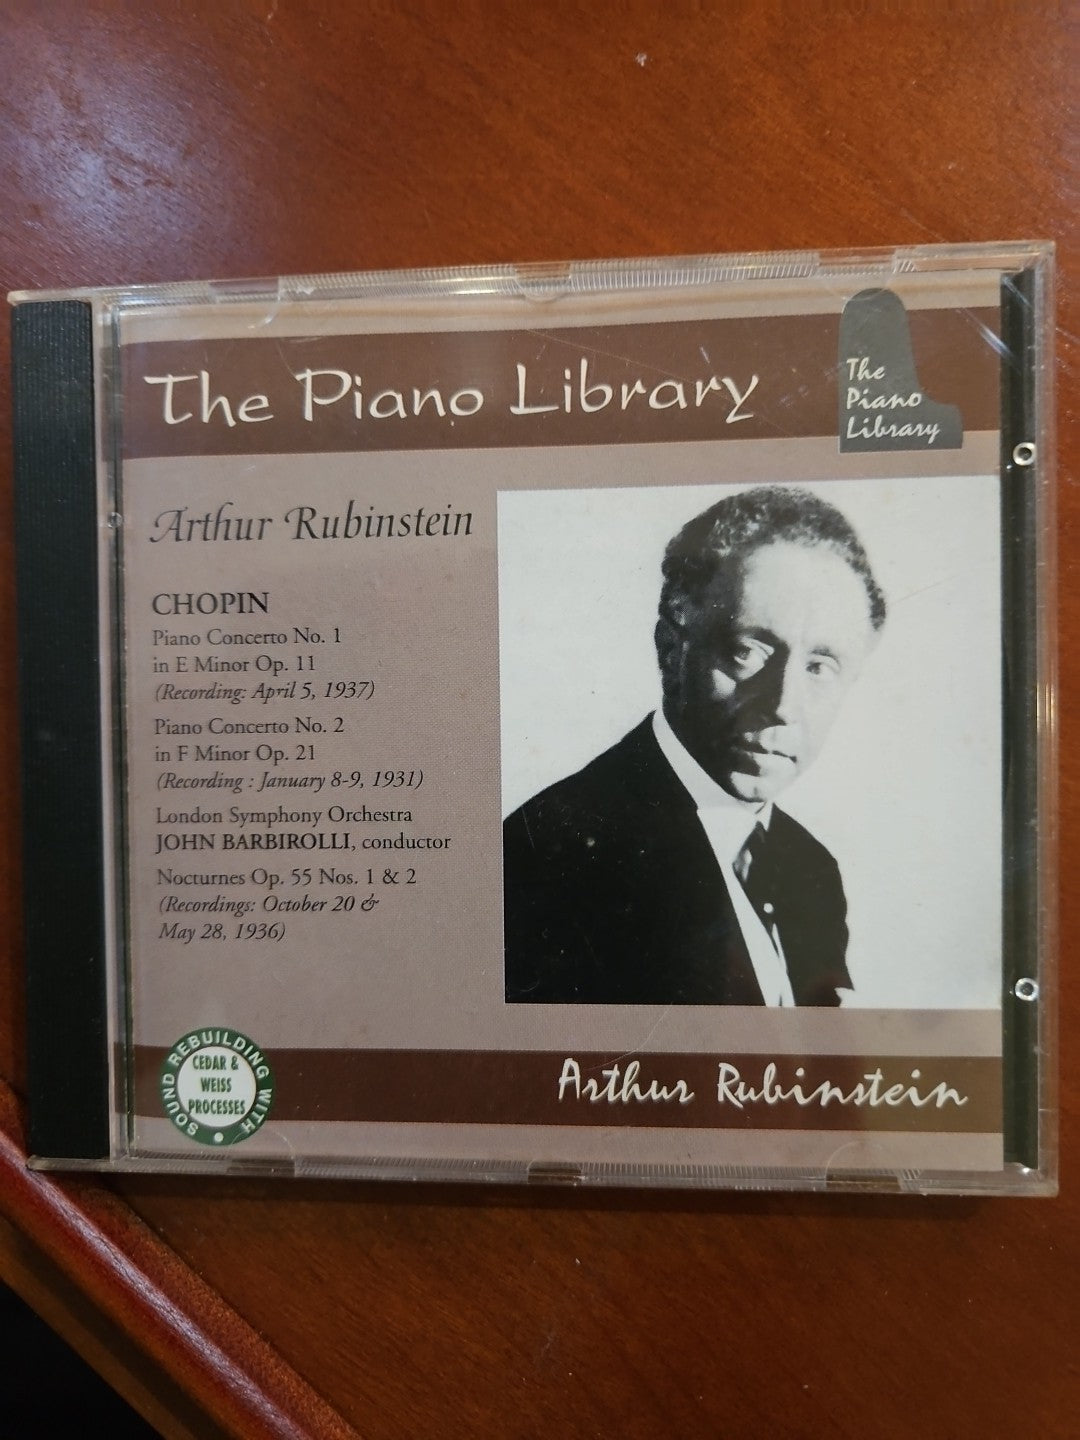 The Piano Library
The
Piano
Library
Arthur Rubinstein
CHOPIN
Piano Concerto No. 1
in E Minor Op. 11
(Recording: April 5, 1937)
Piano Concerto No. 2
in F Minor Op. 21
(Recording : January 8-9, 1931)
London Symphony Orchestra
JOHN BARBIROLLI, conductor
Nocturnes Op. 55 Nos. 1 & 2
(Recordings: October 20 &
May 28, 1936)
SOUND REBUILDING WITH
CEDAR &
WEISS
PROCESSES
Arthur Rubinstein